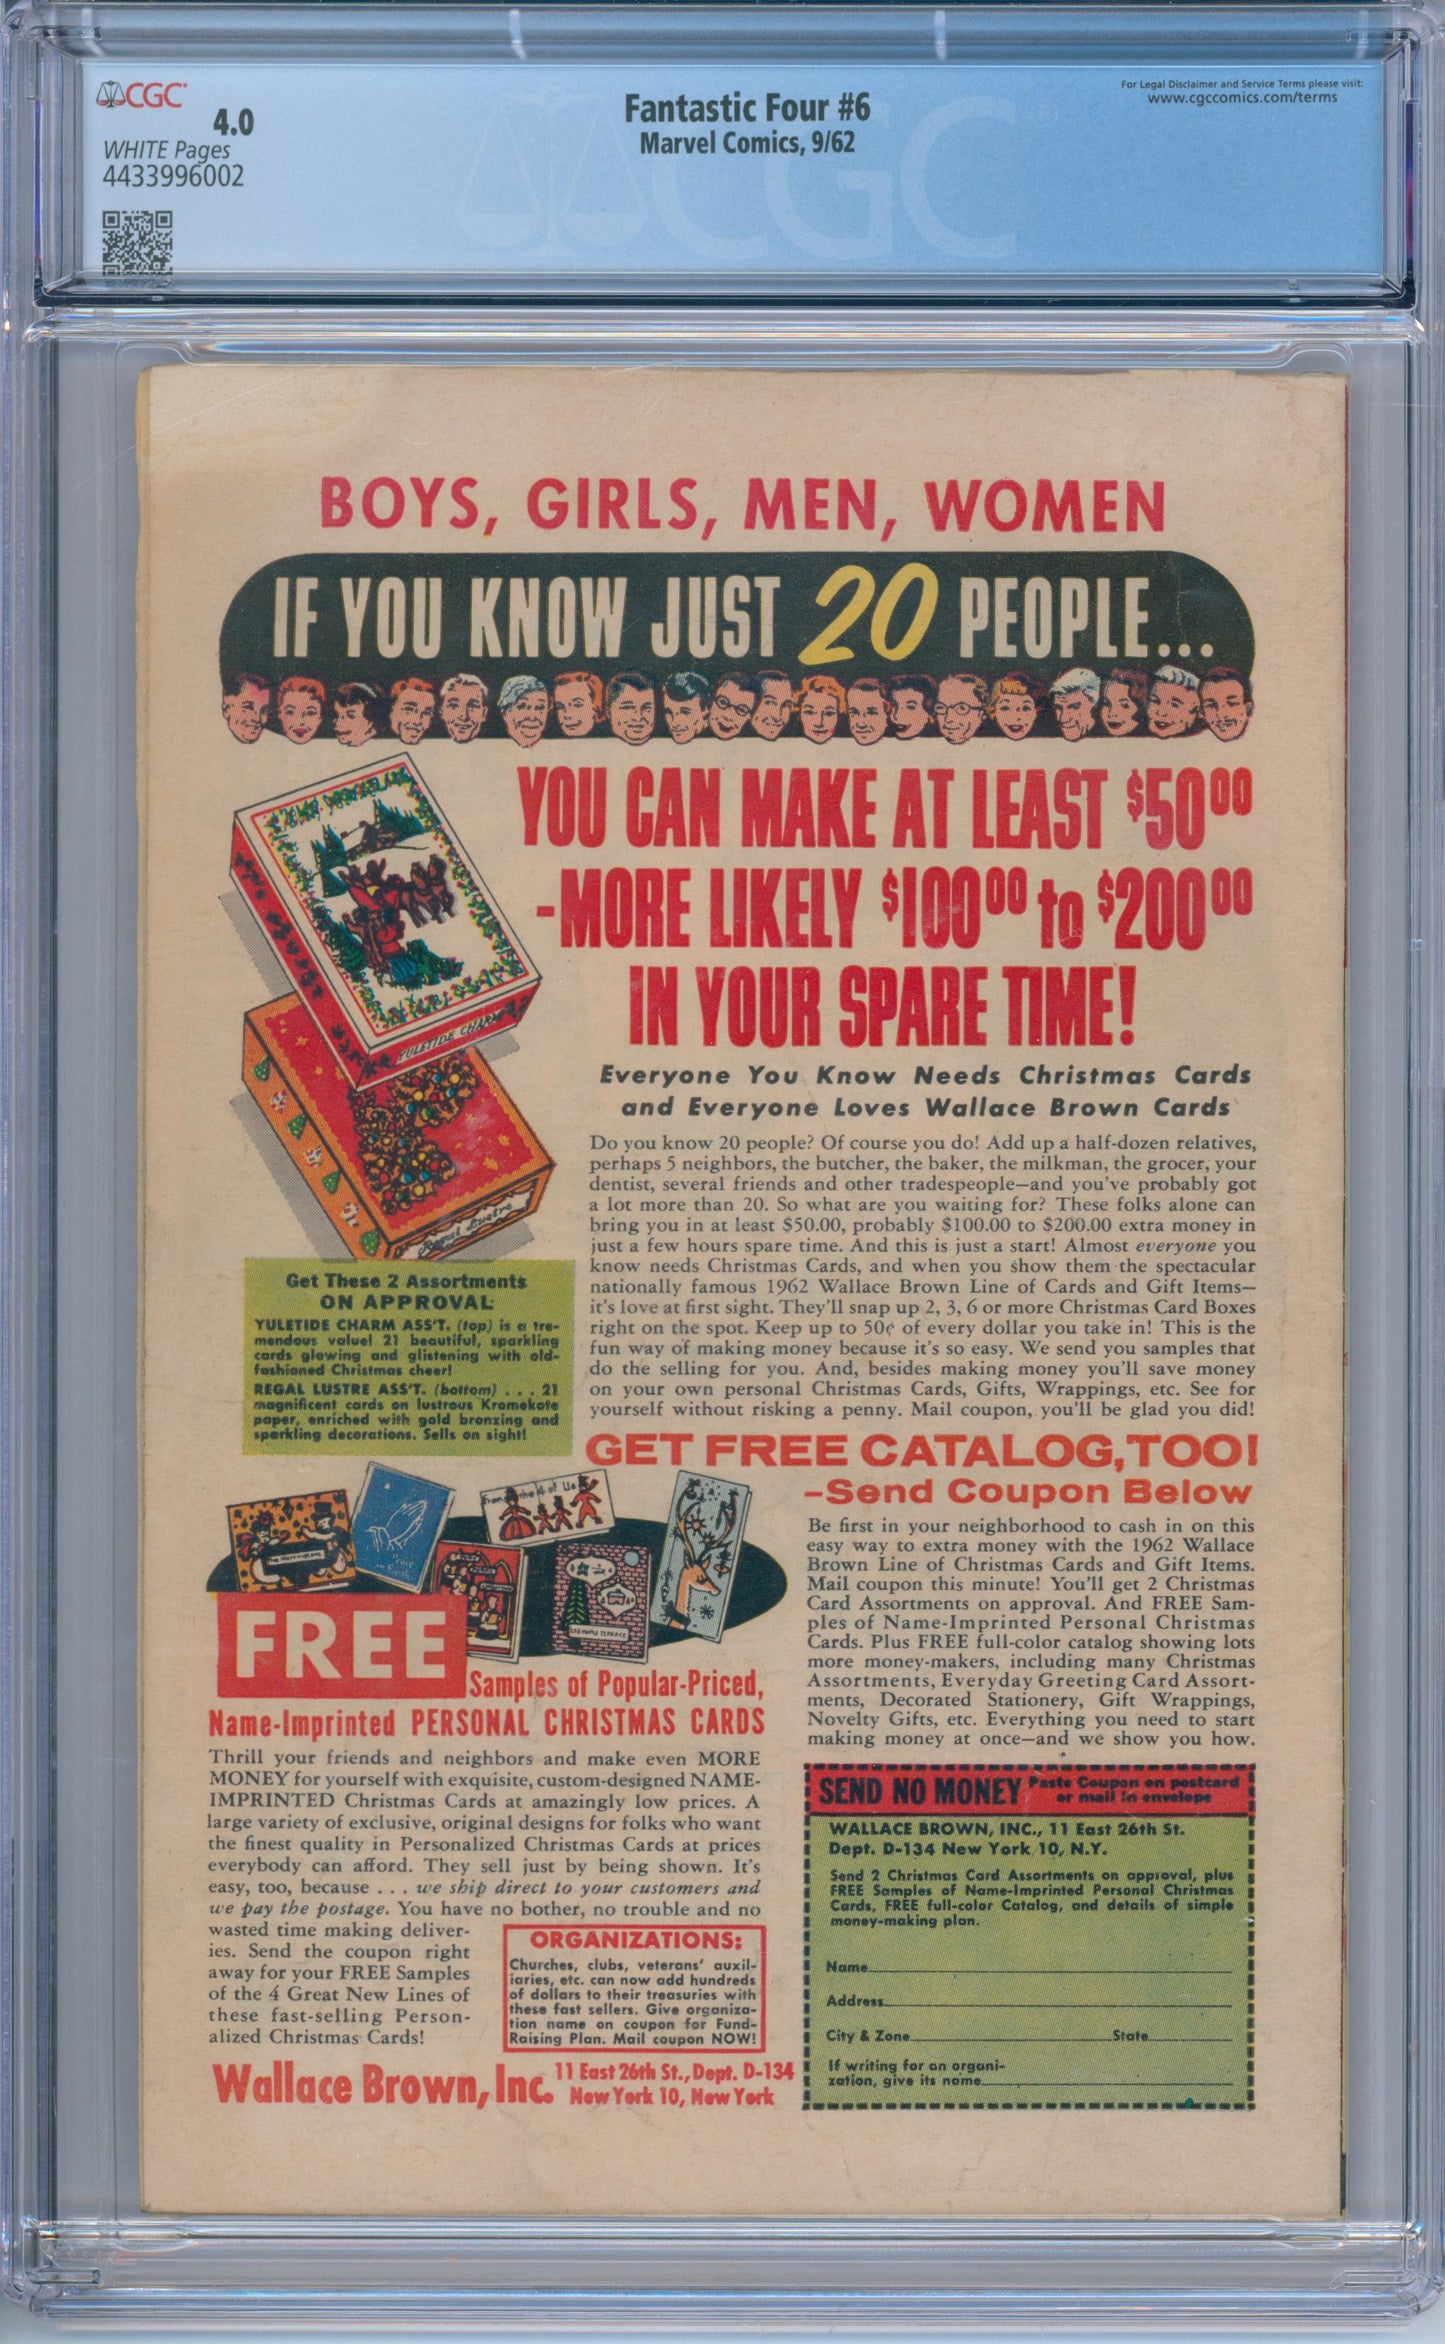 CGC
4.0
WHITE Pages
4433996002
Fantastic Four #6
Marvel Comics, 9/62
For Legal Disclaimer and Service Terms please visit:
www.cgccomics.com/terms
BOYS, GIRLS, MEN, WOMEN
IF YOU KNOW JUST 20 PEOPLE...
YOU CAN MAKE AT LEAST $50⁰⁰
-MORE LIKELY $100⁰⁰ to $200⁰⁰
IN YOUR SPARE TIME!
YULETIDE CHARM
Regal Lustre
Everyone You Know Needs Christmas Cards
and Everyone Loves Wallace Brown Cards
Do you know 20 people? Of course you do! Add up a half-dozen relatives,
perhaps 5 neighbors, the butcher, the baker, the milkman, the grocer, your
dentist, several friends and other tradespeople—and you've probably got
a lot more than 20. So what are you waiting for? These folks alone can
bring you in at least $50.00, probably $100.00 to $200.00 extra money in
just a few hours spare time. And this is just a start! Almost everyone you
know needs Christmas Cards, and when you show them the spectacular
nationally famous 1962 Wallace Brown Line of Cards and Gift Items—
it's love at first sight. They'll snap up 2, 3, 6 or more Christmas Card Boxes
right on the spot. Keep up to 50¢ of every dollar you take in! This is the
fun way of making money because it's so easy. We send you samples that
do the selling for you. And, besides making money you'll save money
on your own personal Christmas Cards, Gifts, Wrappings, etc. See for
yourself without risking a penny. Mail coupon, you'll be glad you did!
Get These 2 Assortments
ON APPROVAL
YULETIDE CHARM ASS'T. (top) is a tre-
mendous value! 21 beautiful, sparkling
cards glowing and glistening with old-
fashioned Christmas cheer!
REGAL LUSTRE ASS'T. (bottom) . . . 21
magnificent cards on lustrous Kromekote
paper, enriched with gold bronzing and
sparkling decorations. Sells on sight!
GET FREE CATALOG, TOO!
–Send Coupon Below
Be first in your neighborhood to cash in on this
easy way to extra money with the 1962 Wallace
Brown Line of Christmas Cards and Gift Items.
Mail coupon this minute! You'll get 2 Christmas
Card Assortments on approval. And FREE Sam-
ples of Name-Imprinted Personal Christmas
Cards. Plus FREE full-color catalog showing lots
more money-makers, including many Christmas
Assortments, Everyday Greeting Card Assort-
ments, Decorated Stationery, Gift Wrappings,
Novelty Gifts, etc. Everything you need to start
making money at once—and we show you how.
From the 4 of Us
FREE
Samples of Popular-Priced,
Name-Imprinted PERSONAL CHRISTMAS CARDS
Thrill your friends and neighbors and make even MORE
MONEY for yourself with exquisite, custom-designed NAME-
IMPRINTED Christmas Cards at amazingly low prices. A
large variety of exclusive, original designs for folks who want
the finest quality in Personalized Christmas Cards at prices
everybody can afford. They sell just by being shown. It's
easy, too, because . . . we ship direct to your customers and
we pay the postage. You have no bother, no trouble and no
wasted time making deliver-
ies. Send the coupon right
away for your FREE Samples
of the 4 Great New Lines of
these fast-selling Person-
alized Christmas Cards!
ORGANIZATIONS:
Churches, clubs, veterans' auxil-
iaries, etc. can now add hundreds
of dollars to their treasuries with
these fast sellers. Give organiza-
tion name on coupon for Fund-
Raising Plan. Mail coupon NOW!
Wallace Brown, Inc. 11 East 26th St., Dept. D-134
New York 10, New York
SEND NO MONEY Paste Coupon on postcard
or mail in envelope
WALLACE BROWN, INC., 11 East 26th St.
Dept. D-134 New York 10, N.Y.
Send 2 Christmas Card Assortments on approval, plus
FREE Samples of Name-Imprinted Personal Christmas
Cards, FREE full-color Catalog, and details of simple
money-making plan.
Name
Address
City & Zone State
If writing for an organi-
zation, give its name